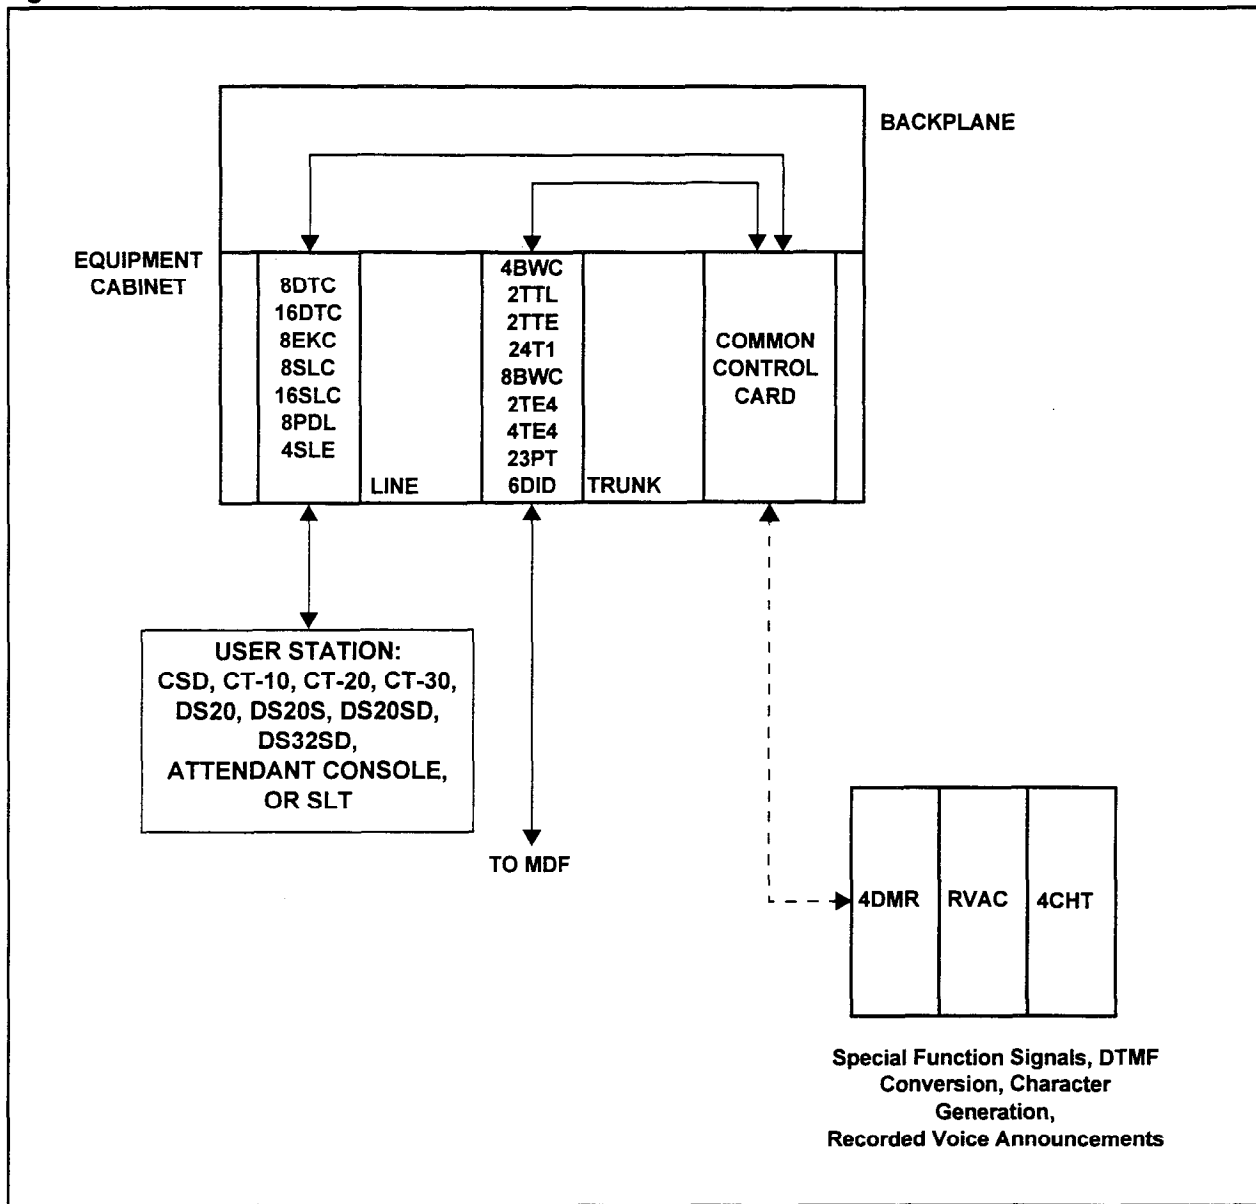 BACKPLANE
EQUIPMENT
CABINET
8DTC
16DTC
8EKC
8SLC
16SLC
8PDL
4SLE
LINE
4BWC
2TTL
2TTE
24T1
8BWC
2TE4
4TE4
23PT
6DID
TRUNK
COMMON
CONTROL
CARD
USER STATION:
CSD, CT-10, CT-20, CT-30,
DS20, DS20S, DS20SD,
DS32SD,
ATTENDANT CONSOLE,
OR SLT
TO MDF
4DMR
RVAC
4CHT
Special Function Signals, DTMF
Conversion, Character
Generation,
Recorded Voice Announcements